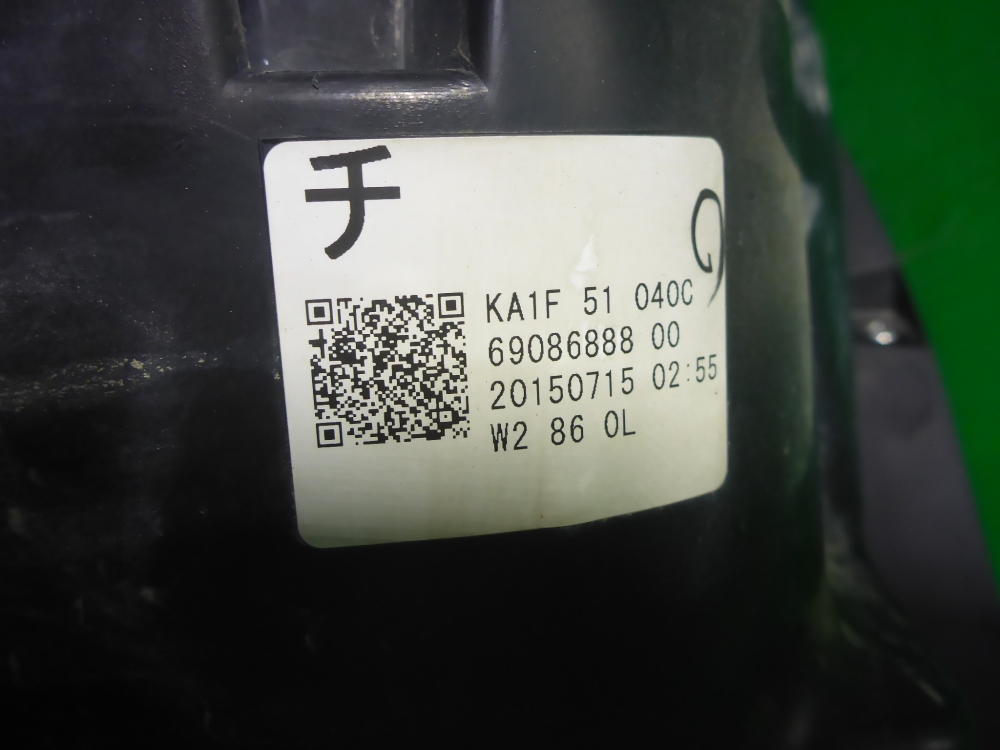 チ
KA1F 51 040C
69086888 00
20150715 02:55
W2 86 0L